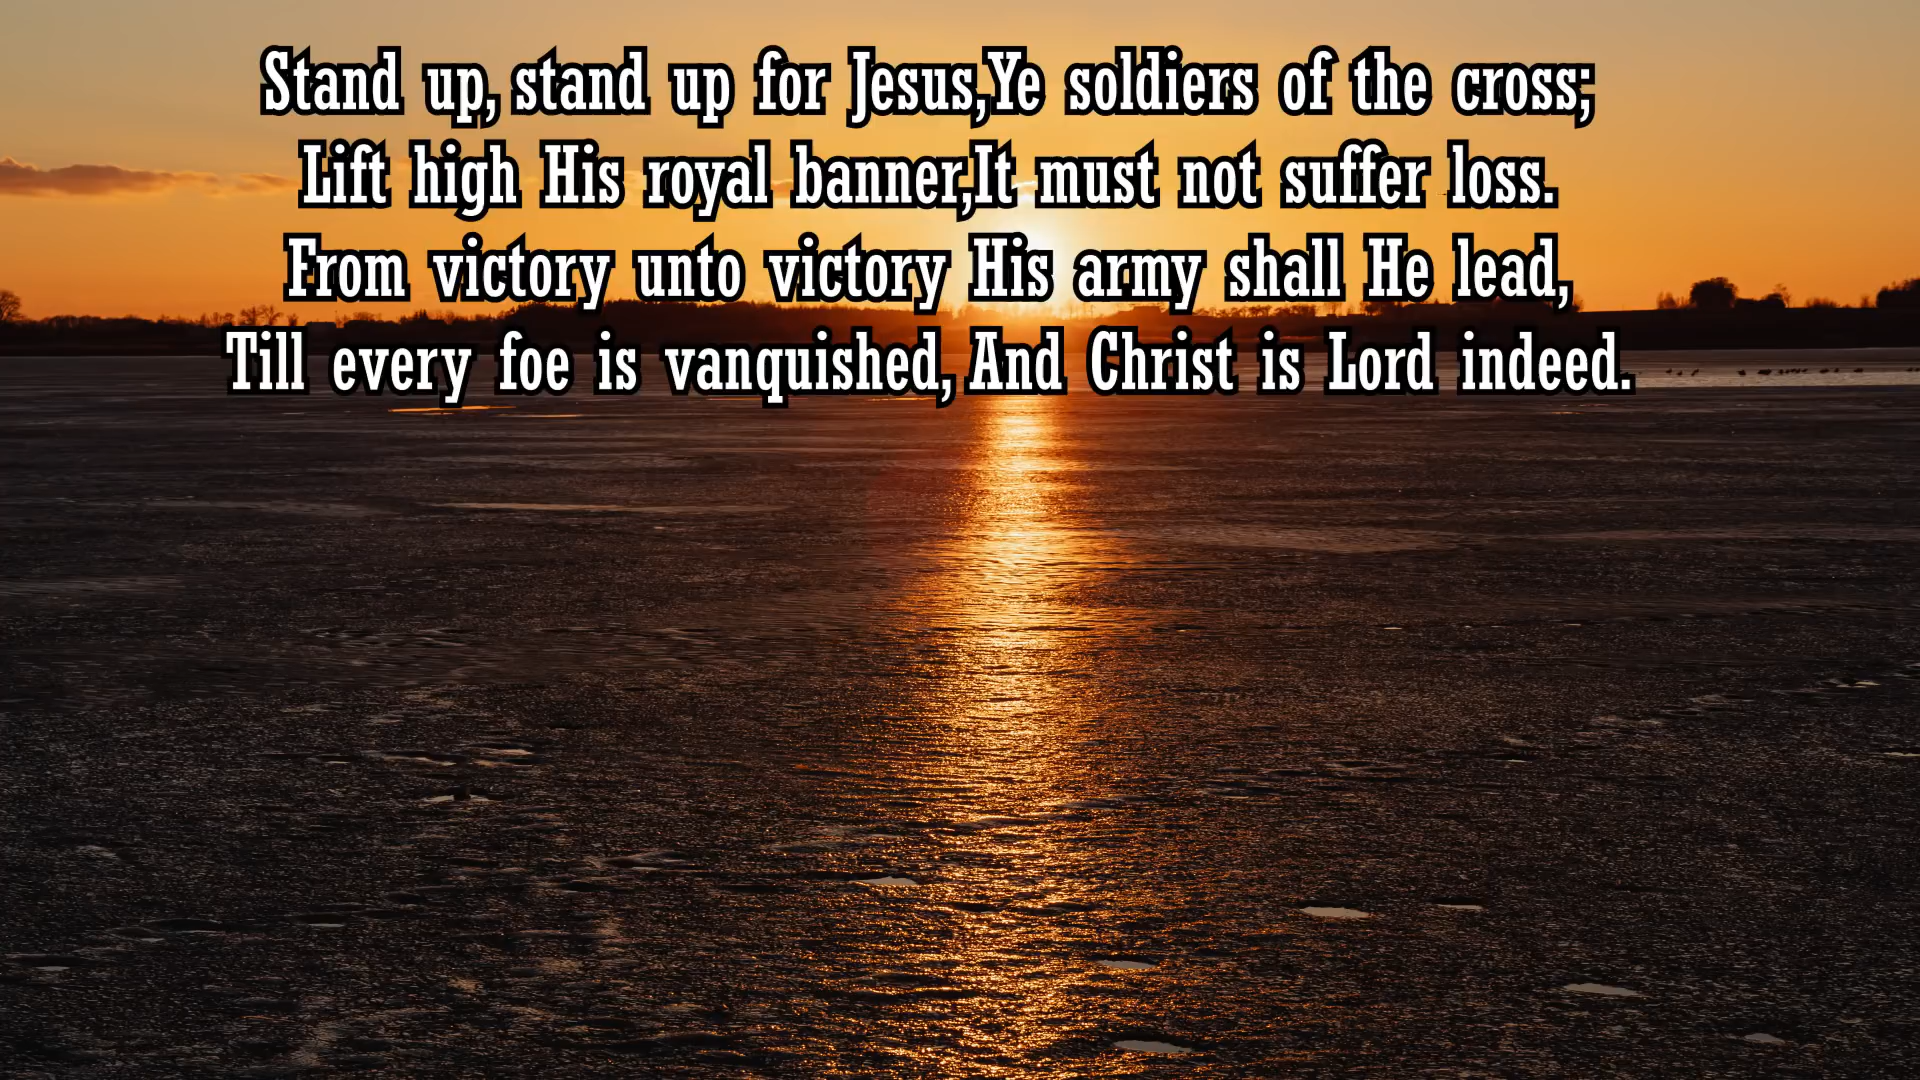 Stand up, stand up for Jesus,Ye soldiers of the cross;
Lift high His royal banner,It must not suffer loss.
From victory unto victory His army shall He lead,
Till every foe is vanquished, And Christ is Lord indeed.